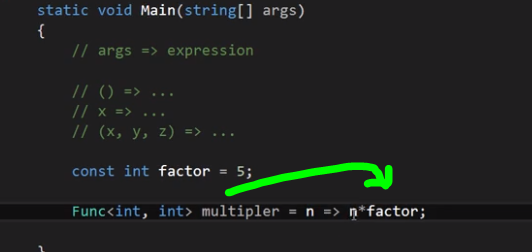 static void Main(string[] args)
{
// args => expression
// () => ...
// x => ...
// (x, y, z) => ...
const int factor = 5;
Func<int, int> multipler = n => n*factor;
}